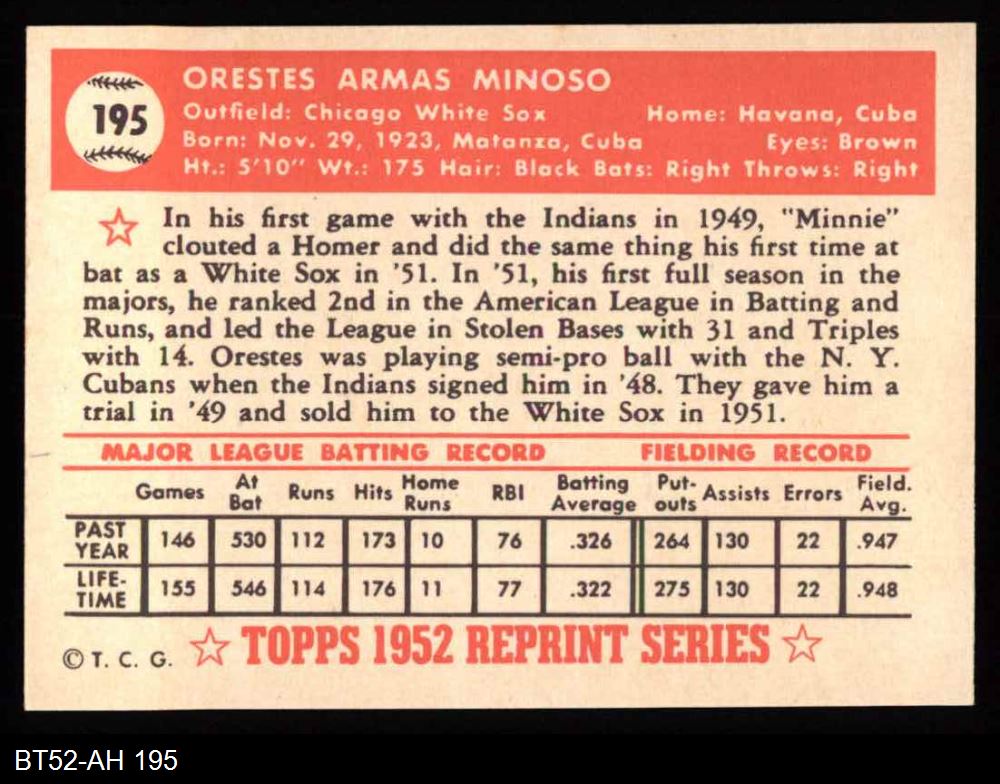 195
ORESTES ARMAS MINOSO
Outfield: Chicago White Sox Home: Havana, Cuba
Born: Nov. 29, 1923, Matanza, Cuba Eyes: Brown
Ht.: 5'10" Wt.: 175 Hair: Black Bats: Right Throws: Right
In his first game with the Indians in 1949, "Minnie"
clouted a Homer and did the same thing his first time at
bat as a White Sox in '51. In '51, his first full season in the
majors, he ranked 2nd in the American League in Batting and
Runs, and led the League in Stolen Bases with 31 and Triples
with 14. Orestes was playing semi-pro ball with the N. Y.
Cubans when the Indians signed him in '48. They gave him a
trial in '49 and sold him to the White Sox in 1951.
MAJOR LEAGUE BATTING RECORD FIELDING RECORD
Games At Bat Runs Hits Home Runs RBI Batting Average Put-outs Assists Errors Field. Avg.
PAST YEAR 146 530 112 173 10 76 .326 264 130 22 .947
LIFE-TIME 155 546 114 176 11 77 .322 275 130 22 .948
© T. C. G. TOPPS 1952 REPRINT SERIES
BT52-AH 195